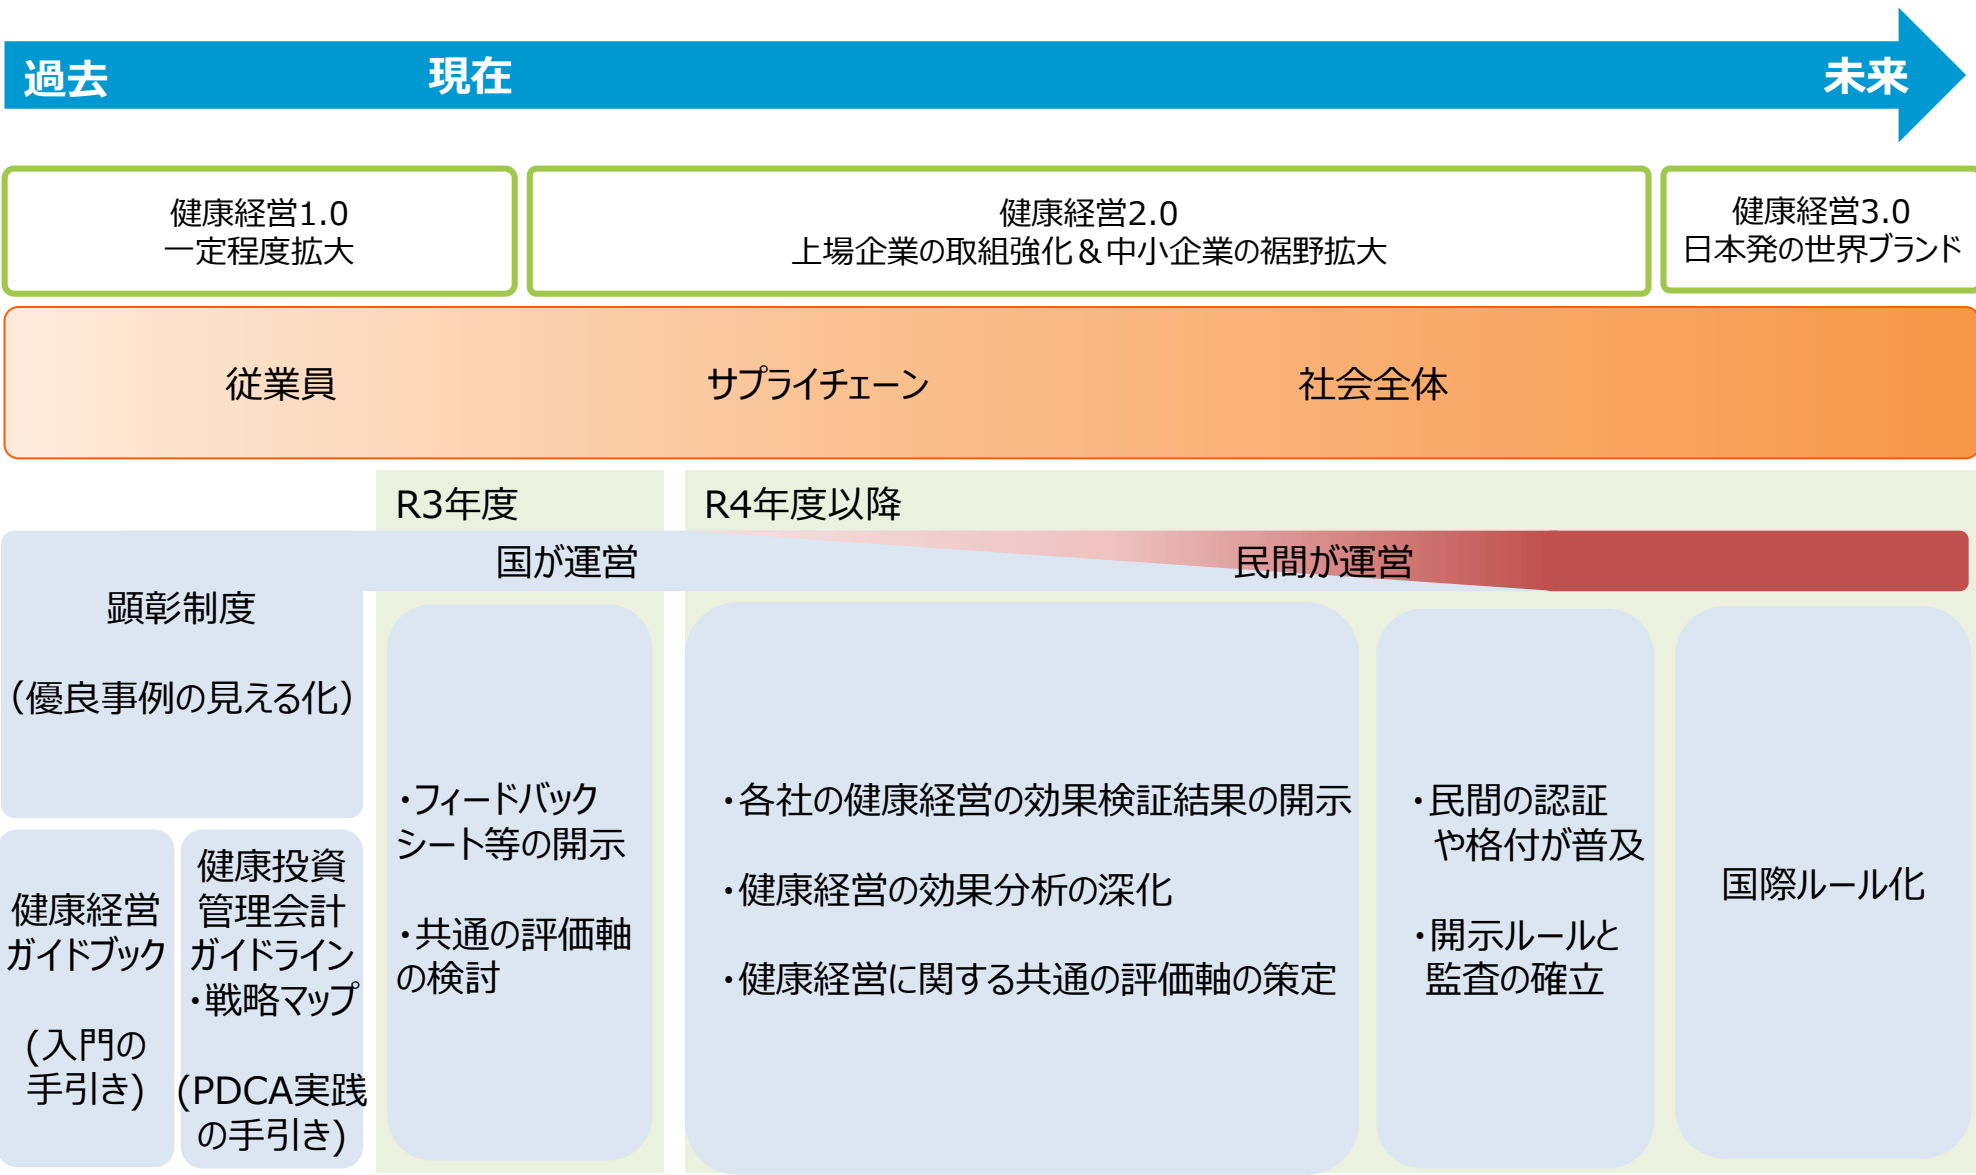 過去
現在
未来
健康経営1.0
一定程度拡大
健康経営2.0
上場企業の取組強化&中小企業の裾野拡大
健康経営3.0
日本発の世界ブランド
従業員
サプライチェーン
社会全体
R3年度
R4年度以降
国が運営
民間が運営
顕彰制度
(優良事例の見える化)
健康経営
ガイドブック
(入門の
手引き)
健康投資
管理会計
ガイドライン
・戦略マップ
(PDCA実践
の手引き)
・フィードバック
シート等の開示
・共通の評価軸
の検討
・各社の健康経営の効果検証結果の開示
・健康経営の効果分析の深化
・健康経営に関する共通の評価軸の策定
・民間の認証
や格付が普及
・開示ルールと
監査の確立
国際ルール化